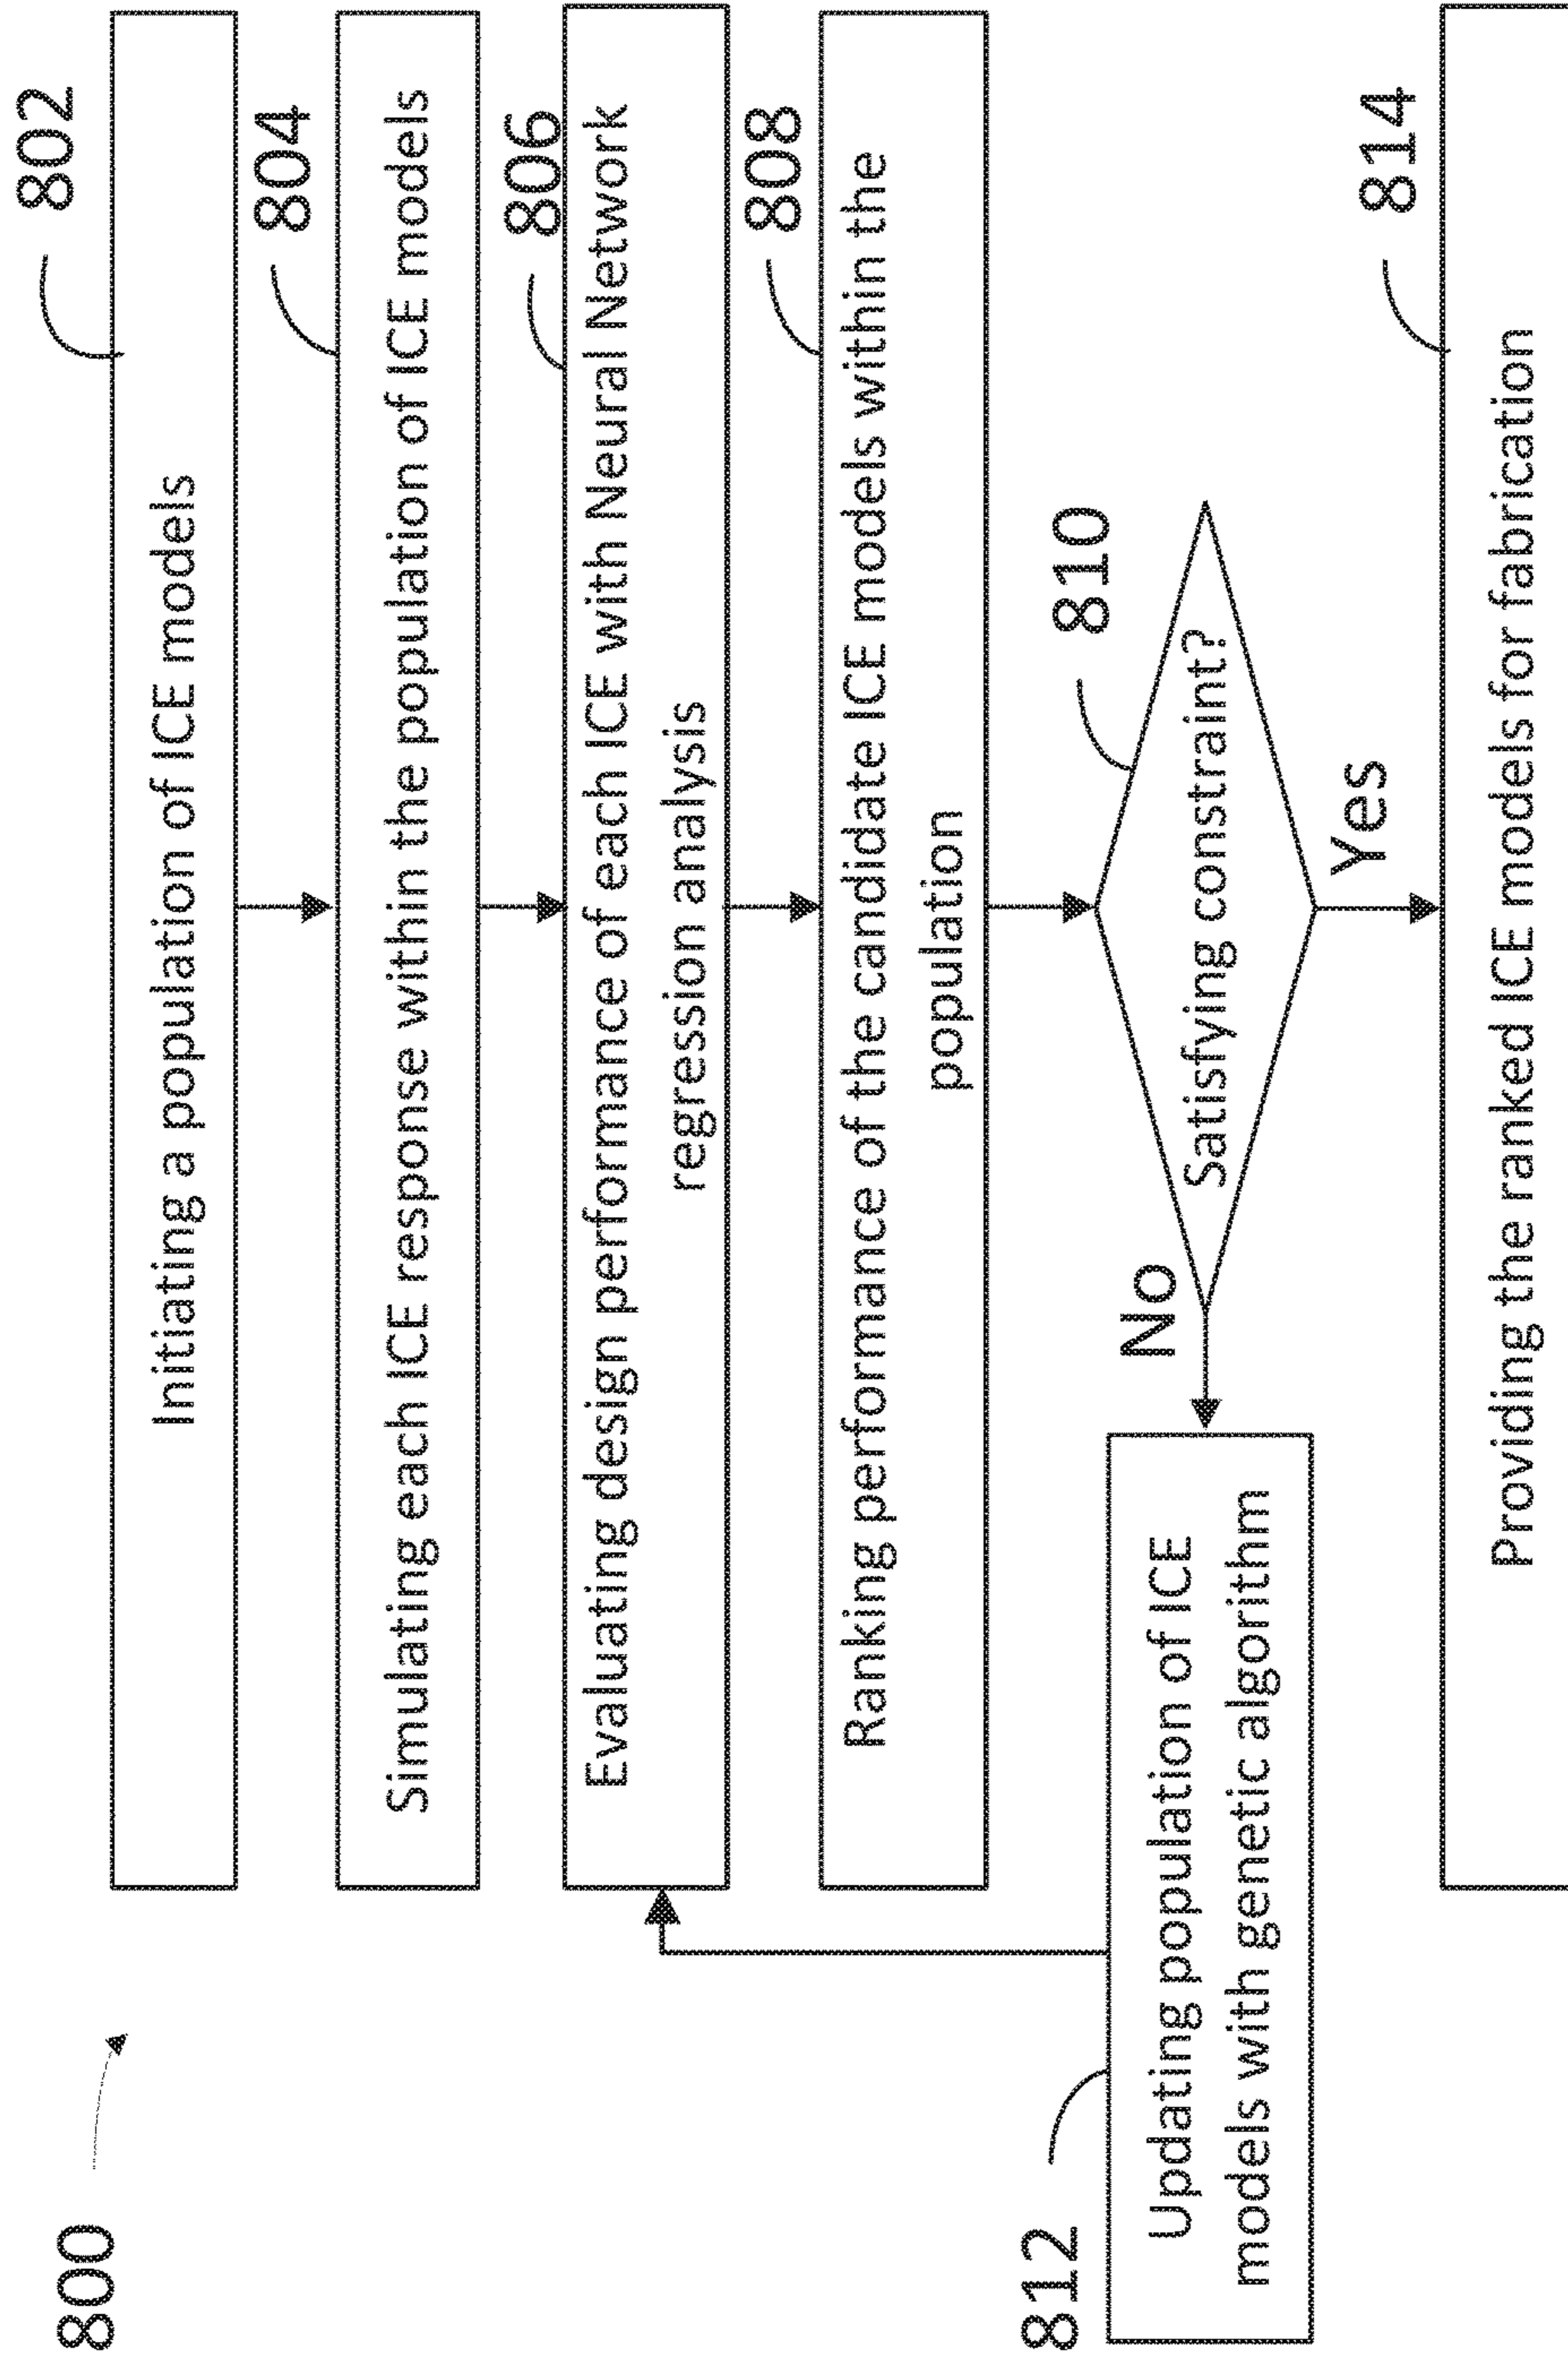 800
802
Initiating a population of ICE models
804
Simulating each ICE response within the population of ICE models
806
Evaluating design performance of each ICE with Neural Network
regression analysis
808
Ranking performance of the candidate ICE models within the
population
810
Satisfying constraint?
No
Yes
812
Updating population of ICE
models with genetic algorithm
814
Providing the ranked ICE models for fabrication